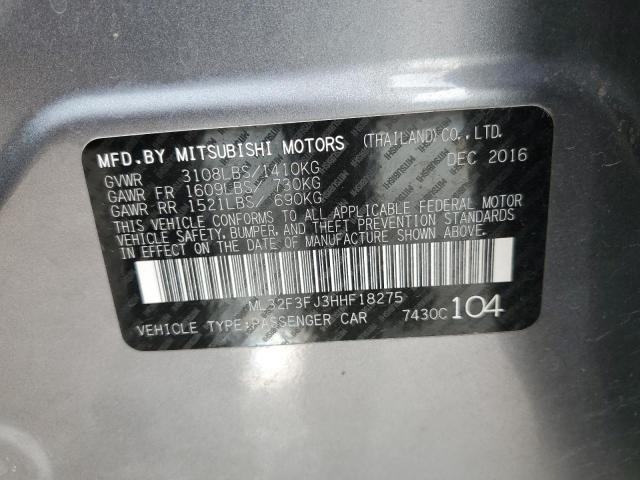 MFD.BY MITSUBISHI MOTORS (THAILAND) CO.,LTD.
GVWR 3108LBS/1410KG DEC 2016
GAWR FR 1609LBS/ 730KG
GAWR RR 1521LBS/ 690KG
THIS VEHICLE CONFORMS TO ALL APPLICABLE FEDERAL MOTOR
VEHICLE SAFETY, BUMPER, AND THEFT PREVENTION STANDARDS
IN EFFECT ON THE DATE OF MANUFACTURE SHOWN ABOVE.
ML32F3FJ3HHF18275
VEHICLE TYPE:PASSENGER CAR 7430C 104